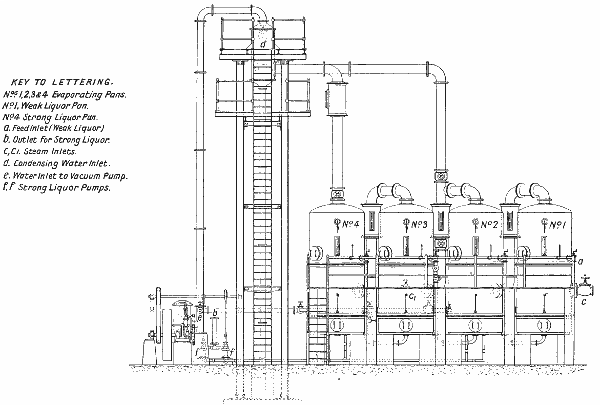 KEY TO LETTERING.
Nos 1,2,3&4 Evaporating Pans.
No1, Weak Liquor Pan.
No4 Strong Liquor Pan.
a. Feed Inlet (Weak Liquor)
b. Outlet for Strong Liquor.
C,C1. Steam Inlets.
d. Condensing Water Inlet.
e. Water Inlet to Vacuum Pump.
f,f Strong Liquor Pumps.
d
No4 No3 No2 No1
a
c
C1
b
e